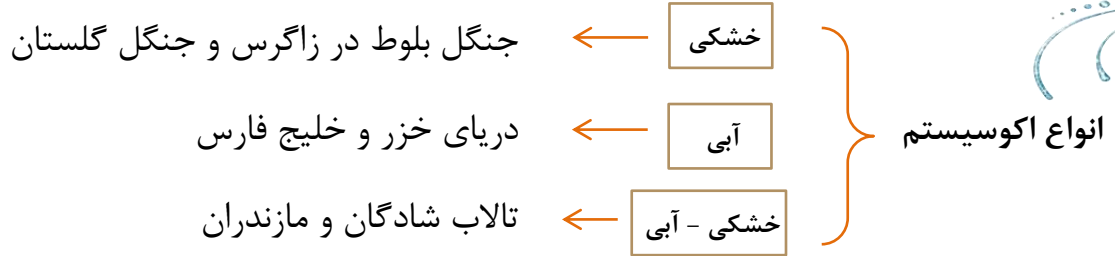 انواع اکوسیستم
خشکی
جنگل بلوط در زاگرس و جنگل گلستان
آبی
دریای خزر و خلیج فارس
خشکی - آبی
تالاب شادگان و مازندران